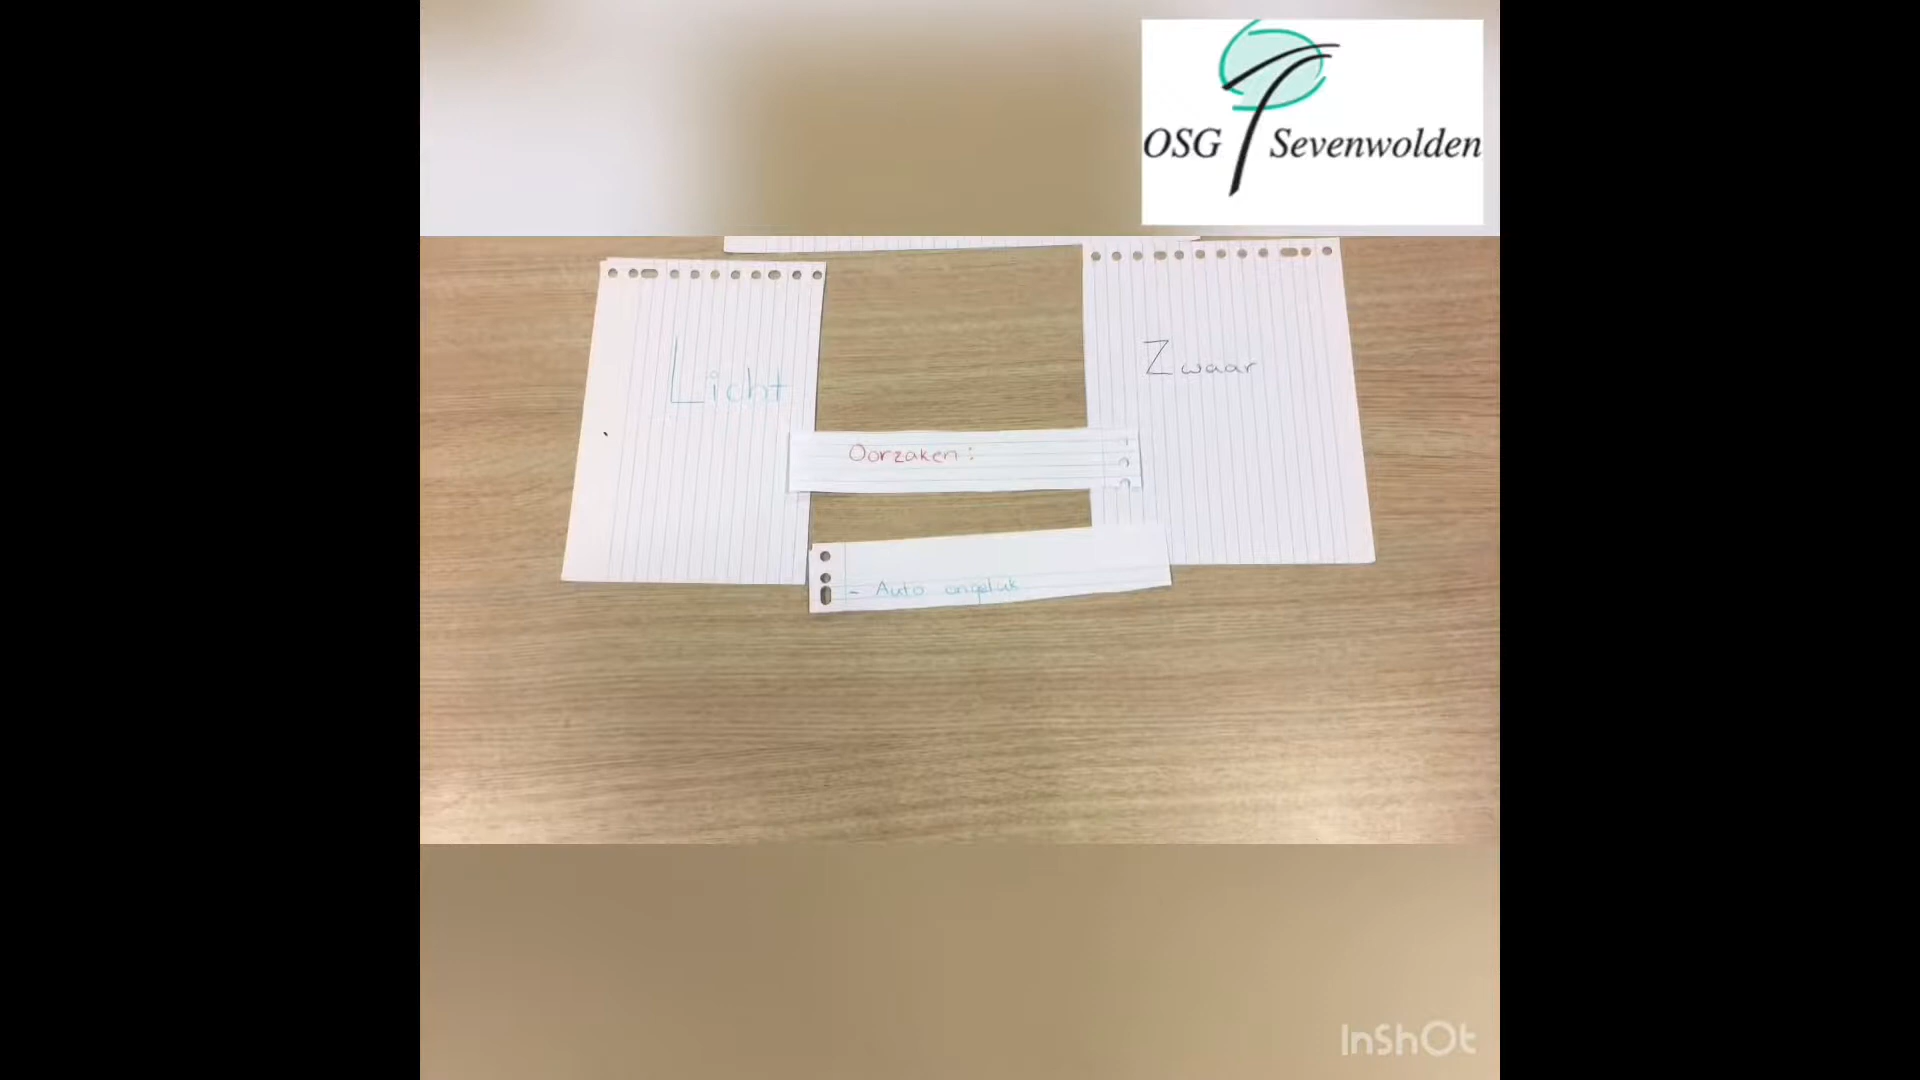 OSG Sevenwolden
Licht
Zwaar
Oorzaken:
- Auto ongeluk
InShOt